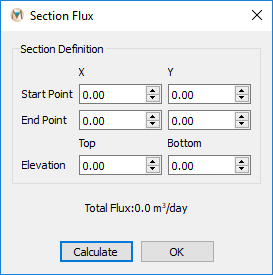 Section Flux
Section Definition
X Y
Start Point 0.00 0.00
End Point 0.00 0.00
Top Bottom
Elevation 0.00 0.00
Total Flux:0.0 m³/day
Calculate OK